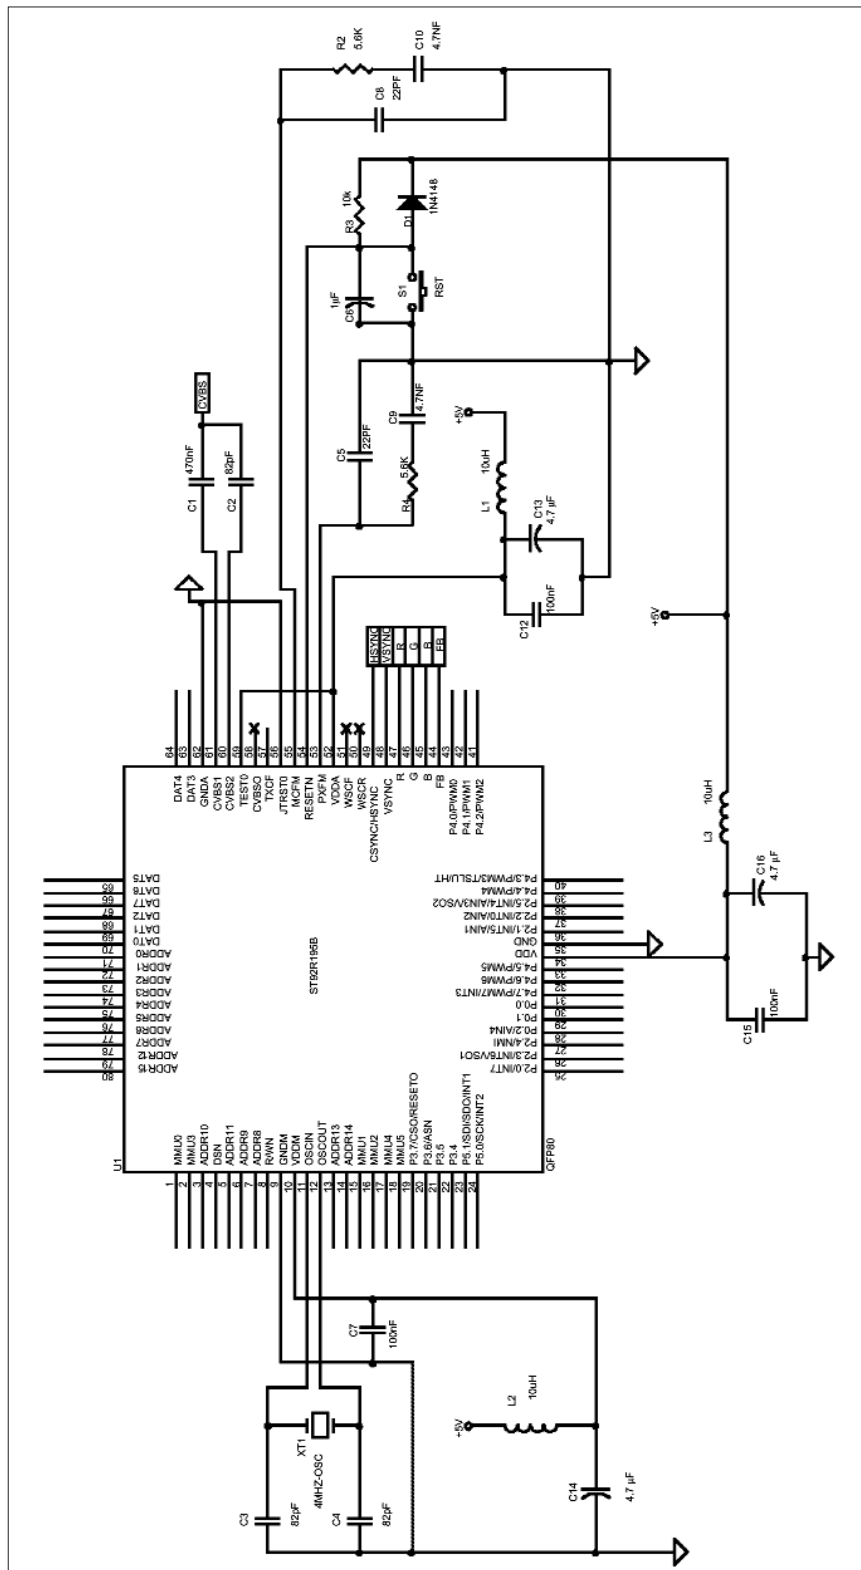 R2
5.6K
C10
4.7NF
C8
22PF
R3
10k
D1
1N4148
C6
1µF
S1
RST
CVBS
C1
470nF
C2
82pF
C5
22PF
C9
4.7NF
R4
5.6K
+5V
L1
10uH
C13
4.7 µF
C12
100nF
+5V
HSYNC
VSYNC
R
G
B
FB
64
63
62
61
60
59
58
57
56
55
54
53
52
51
50
49
48
47
46
45
44
43
42
41
DAT4
DAT3
GNDA
CVBS1
CVBS2
TEST0
CVBSO
TXCF
JTRST0
MCFM
RESETN
PXFM
VDDA
WSCF
WSCR
CSYNC/HSYNC
VSYNC
R
G
B
FB
P4.0/PWM0
P4.1/PWM1
P4.2/PWM2
DAT5
65
DAT6
66
DAT7
67
DAT2
68
DAT1
69
DAT0
70
ADDR0
71
ADDR1
72
ADDR2
73
ADDR3
74
ADDR4
75
ADDR5
76
ADDR6
77
ADDR7
78
ADDR12
79
ADDR15
80
ST92R195B
P4.3/PWM3/TSLU/HT
40
P4.4/PWM4
39
P2.5/INT4/AIN3/VSO2
38
P2.2/INT0/AIN2
37
P2.1/INT5/AIN1
36
GND
35
VDD
34
P4.5/PWM5
33
P4.6/PWM6
32
P4.7/PWM7/INT3
31
P0.0
30
P0.1
29
P0.2/AIN4
28
P2.4/NMI
27
P2.3/INT6/VSO1
26
P2.0/INT7
25
L3
10uH
C16
4.7 µF
C15
100nF
U1
QFP80
MMU0
MMU3
ADDR10
DSN
ADDR11
ADDR9
ADDR8
R/WN
GNDM
VDDM
OSCIN
OSCOUT
ADDR13
ADDR14
MMU1
MMU2
MMU4
MMU5
P3.7/CSO/RESETO
P3.6/ASN
P3.5
P3.4
P5.1/SDI/SDO/INT1
P5.0/SCK/INT2
1
2
3
4
5
6
7
8
9
10
11
12
13
14
15
16
17
18
19
20
21
22
23
24
C7
100nF
XT1
4MHZ-OSC
C3
82pF
C4
82pF
+5V
L2
10uH
C14
4.7 µF